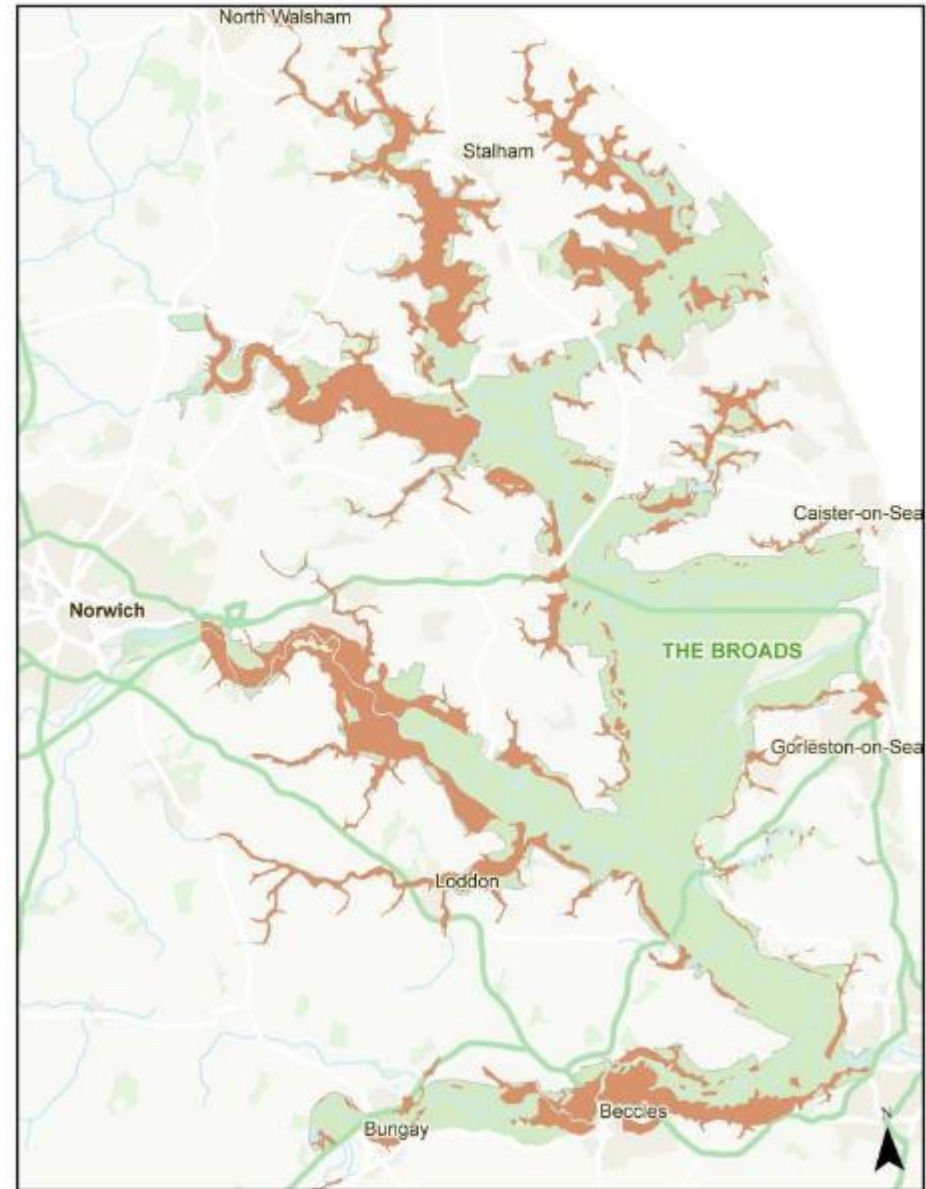 North Walsham
Stalham
Caister-on-Sea
Norwich
THE BROADS
Gorleston-on-Sea
Loddon
Beccles
Bungay
N